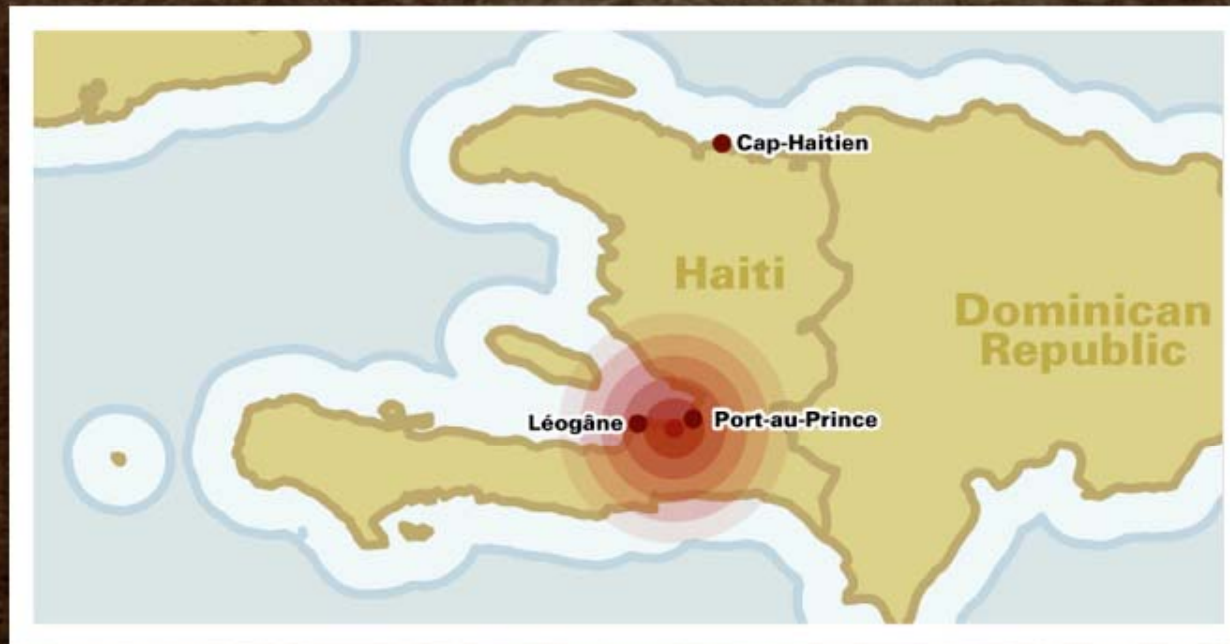 Cap-Haitien
Haiti
Dominican
Republic
Léogâne
Port-au-Prince